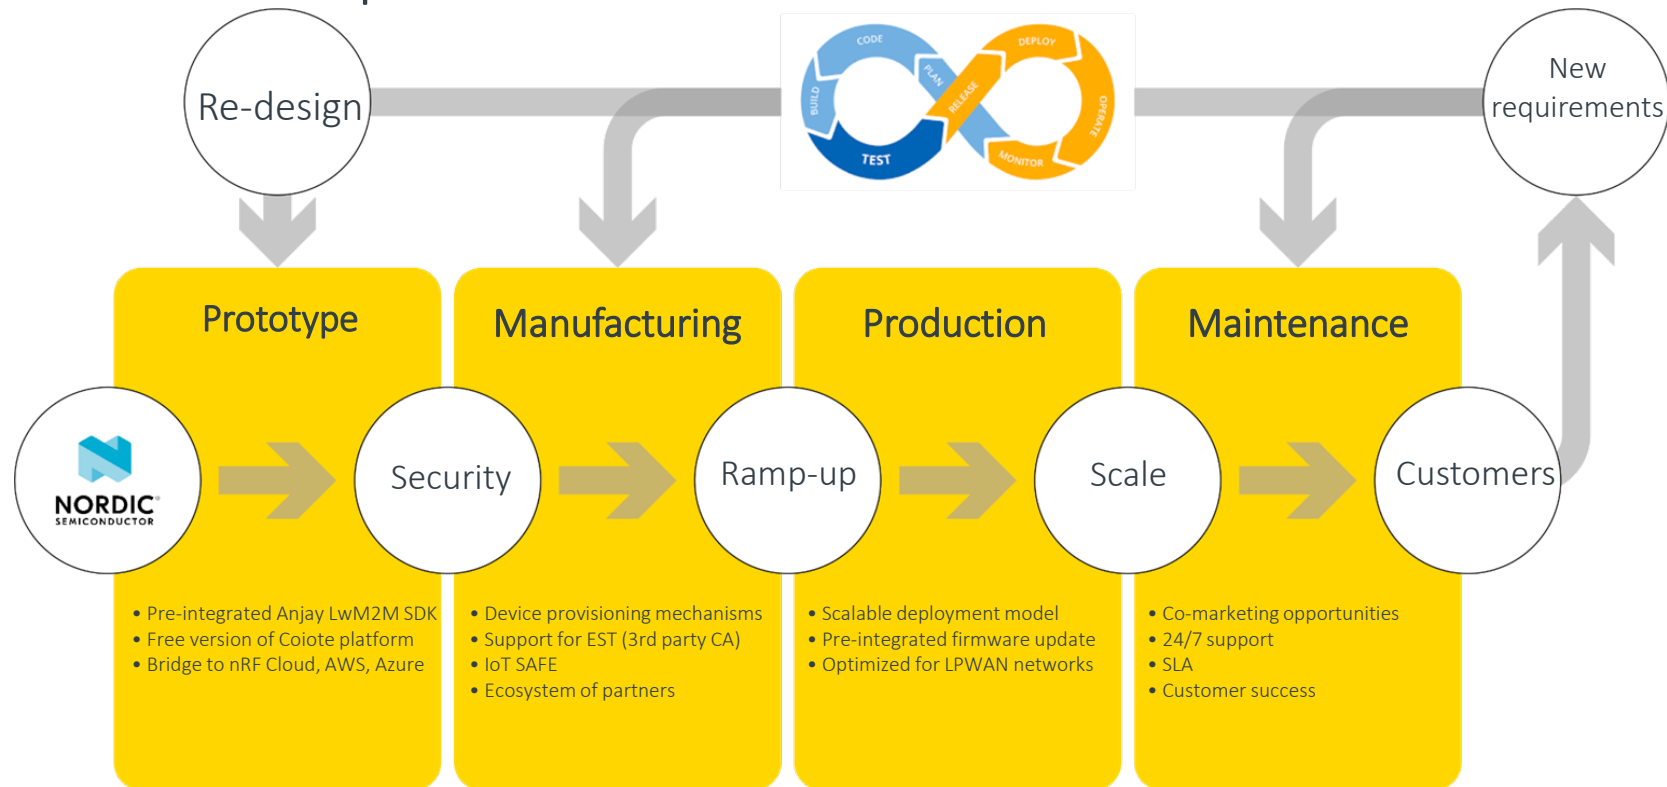 Re-design
CODE
PLAN
BUILD
TEST
RELEASE
DEPLOY
OPERATE
MONITOR
New
requirements
Prototype
Manufacturing
Production
Maintenance
NORDIC®
SEMICONDUCTOR
Security
Ramp-up
Scale
Customers
• Pre-integrated Anjay LwM2M SDK
• Free version of Coiote platform
• Bridge to nRF Cloud, AWS, Azure
• Device provisioning mechanisms
• Support for EST (3rd party CA)
• IoT SAFE
• Ecosystem of partners
• Scalable deployment model
• Pre-integrated firmware update
• Optimized for LPWAN networks
• Co-marketing opportunities
• 24/7 support
• SLA
• Customer success